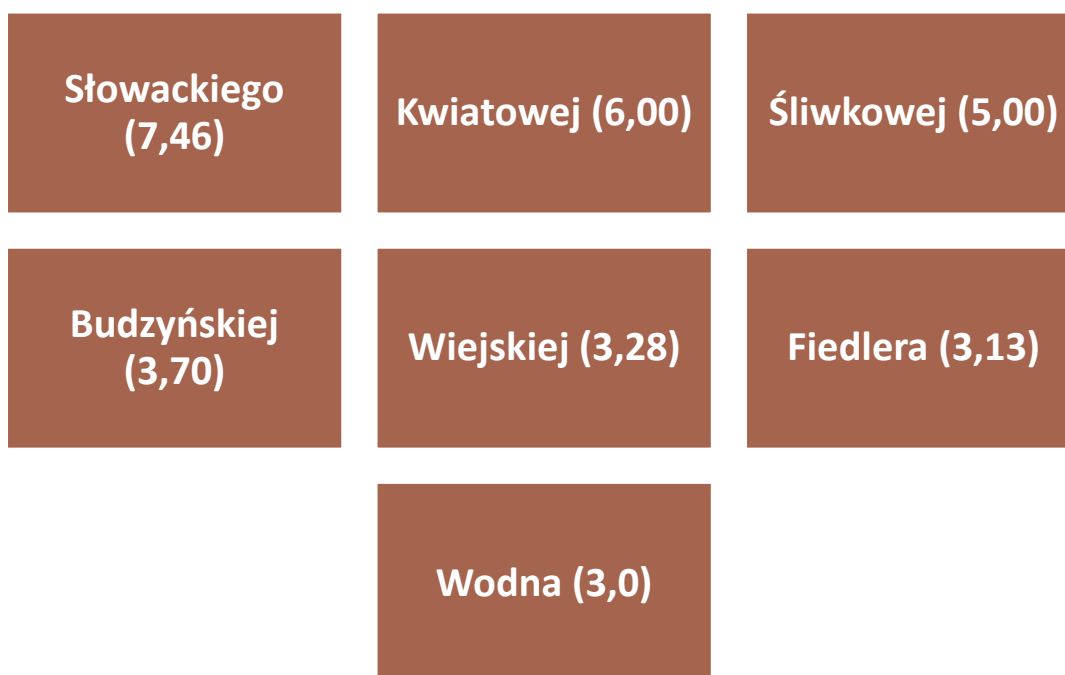 Słowackiego
(7,46)
Kwiatowej (6,00)
Śliwkowej (5,00)
Budzyńskiej
(3,70)
Wiejskiej (3,28)
Fiedlera (3,13)
Wodna (3,0)